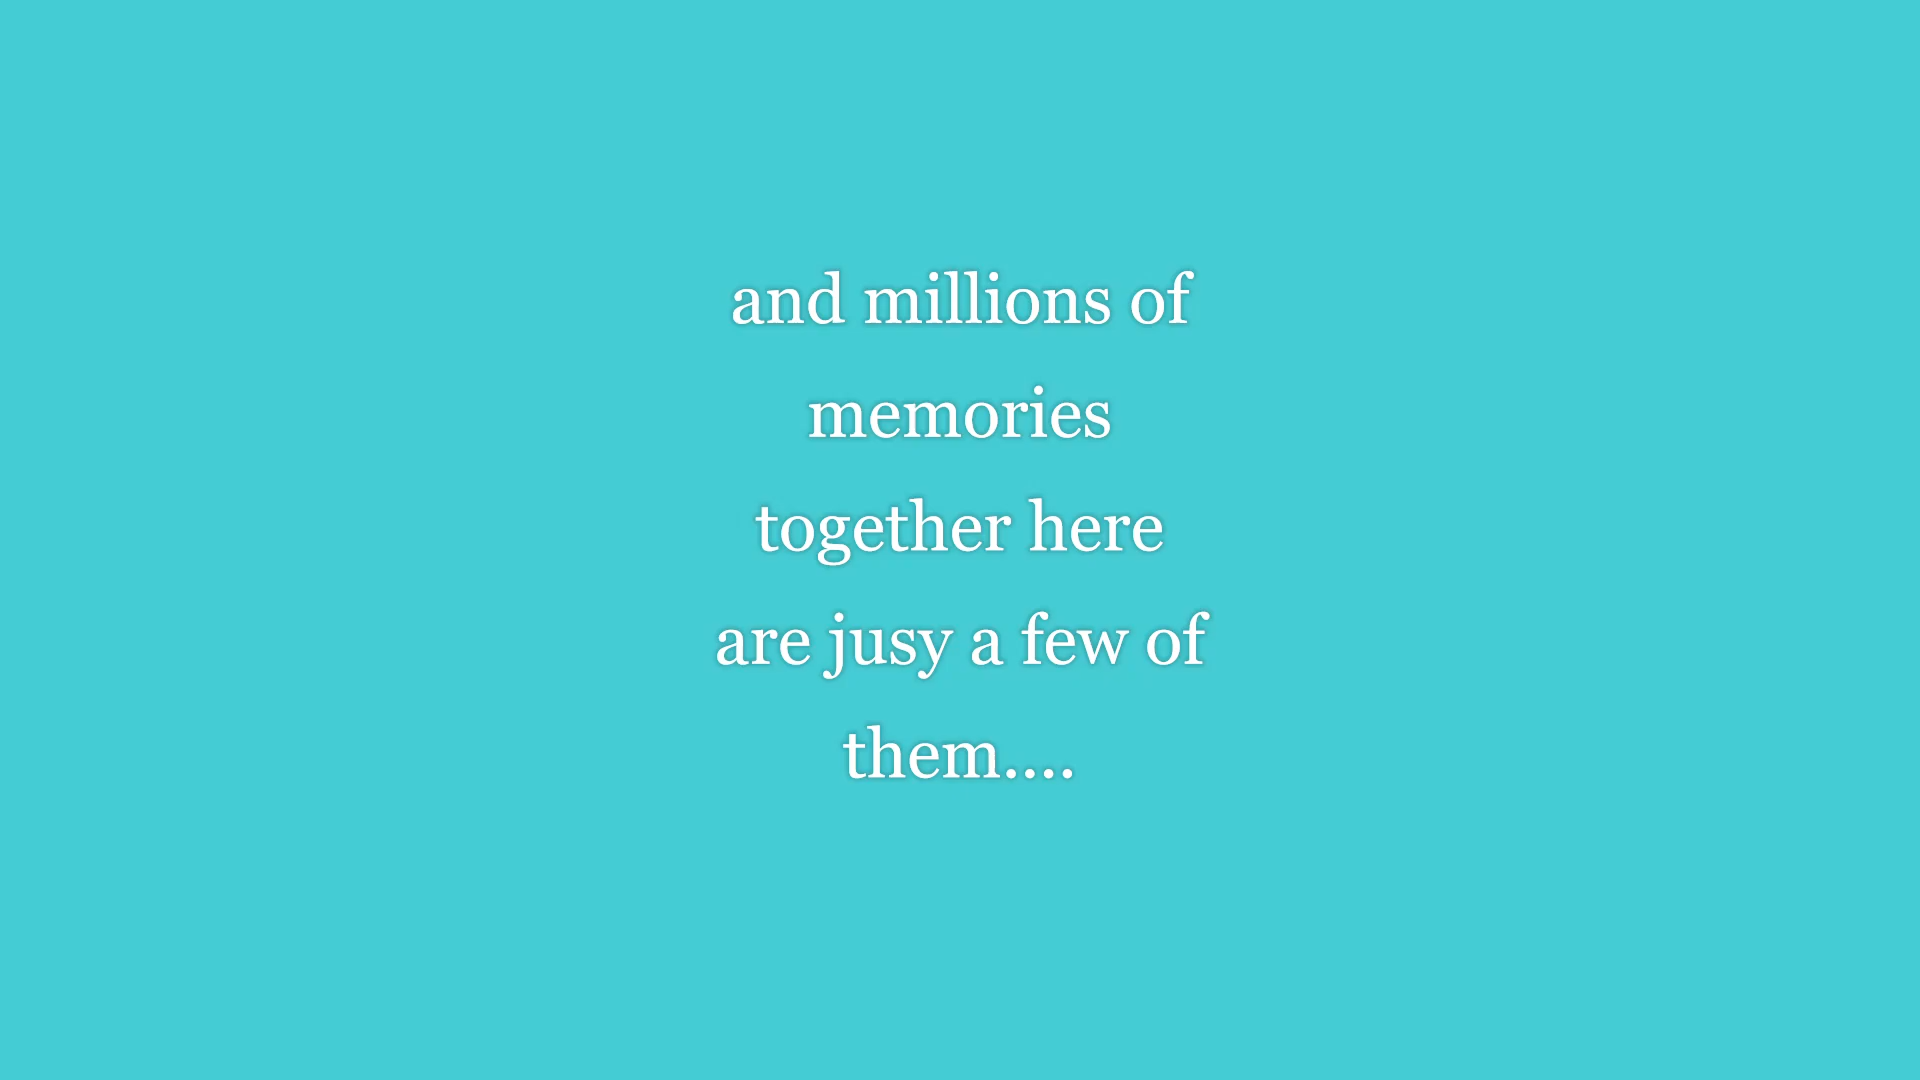 and millions of
memories
together here
are jusy a few of
them....